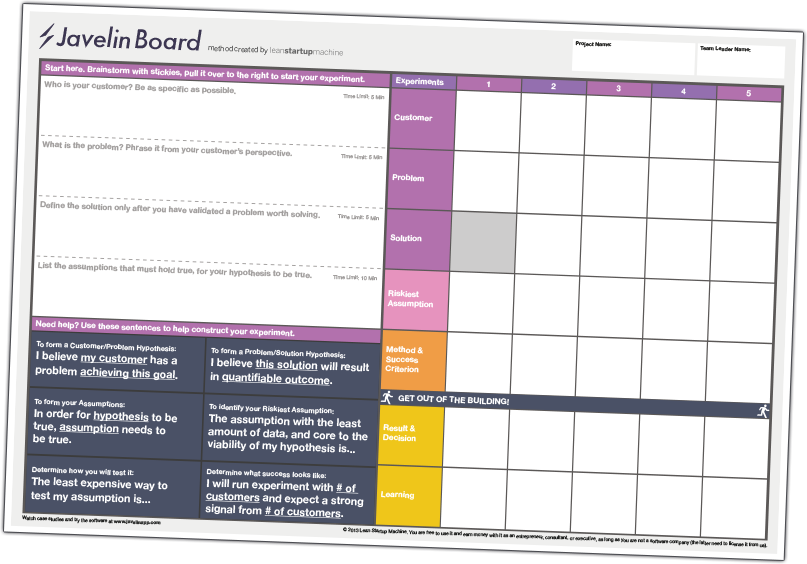 Javelin Board
method created by leanstartupmachine
Project Name:
Team Leader Name:
Start here. Brainstorm with stickies, pull it over to the right to start your experiment.
Who is your customer? Be as specific as possible.
Time Limit: 5 Min
What is the problem? Phrase it from your customer's perspective.
Time Limit: 5 Min
Define the solution only after you have validated a problem worth solving.
Time Limit: 5 Min
List the assumptions that must hold true, for your hypothesis to be true.
Time Limit: 10 Min
Need help? Use these sentences to help construct your experiment.
To form a Customer/Problem Hypothesis:
I believe my customer has a
problem achieving this goal.
To form a Problem/Solution Hypothesis:
I believe this solution will result
in quantifiable outcome.
To form your Assumptions:
In order for hypothesis to be
true, assumption needs to
be true.
To identify your Riskiest Assumption:
The assumption with the least
amount of data, and core to the
viability of my hypothesis is...
Determine how you will test it:
The least expensive way to
test my assumption is...
Determine what success looks like:
I will run experiment with # of
customers and expect a strong
signal from # of customers.
Experiments
1
2
3
4
5
Customer
Problem
Solution
Riskiest
Assumption
Method &
Success
Criterion
GET OUT OF THE BUILDING!
Result &
Decision
Learning
Watch case studies and try the software at www.javelinapp.com
Lean Startup Machine. You are free to use it and earn money with it as an entrepreneur, consultant, or executive, as long as you are not a software company (the latter need to license it from us).